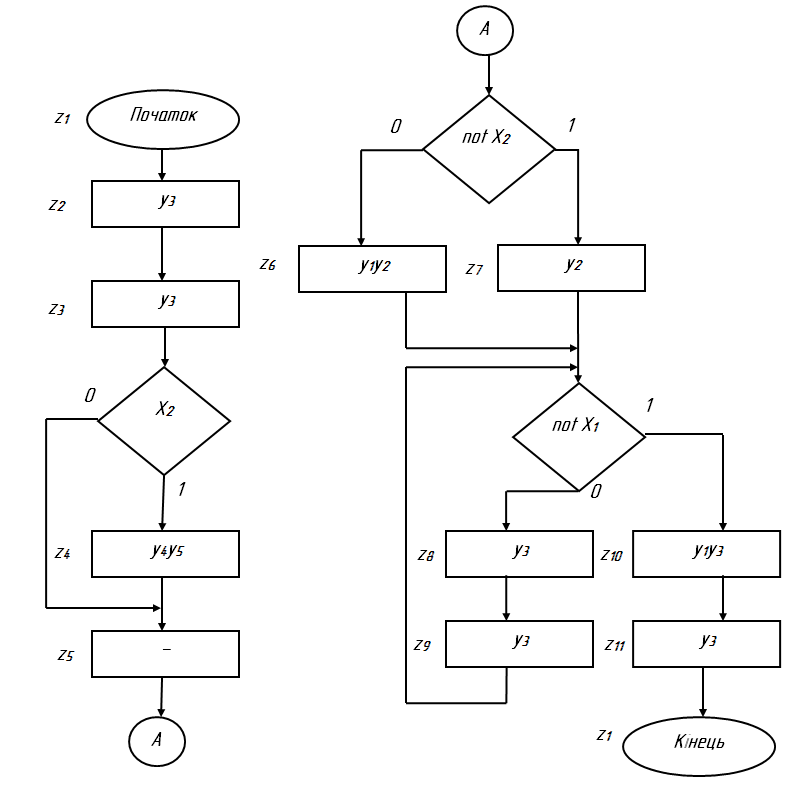 Z1 Початок
Z2 y3
Z3 y3
0 X2
1
Z4 y4y5
Z5 –
A
A
0 not X2 1
Z6 y1y2
Z7 y2
not X1 1
0
Z8 y3
Z10 y1y3
Z9 y3
Z11 y3
Z1 Кінець